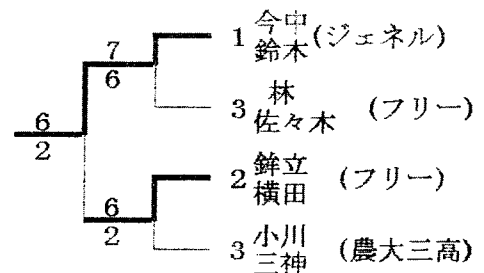 7
6
1 今中 鈴木 (ジェネル)
3 林 佐々木 (フリー)
6
2
2 鉾立 横田 (フリー)
6
2
3 小川 三神 (農大三高)